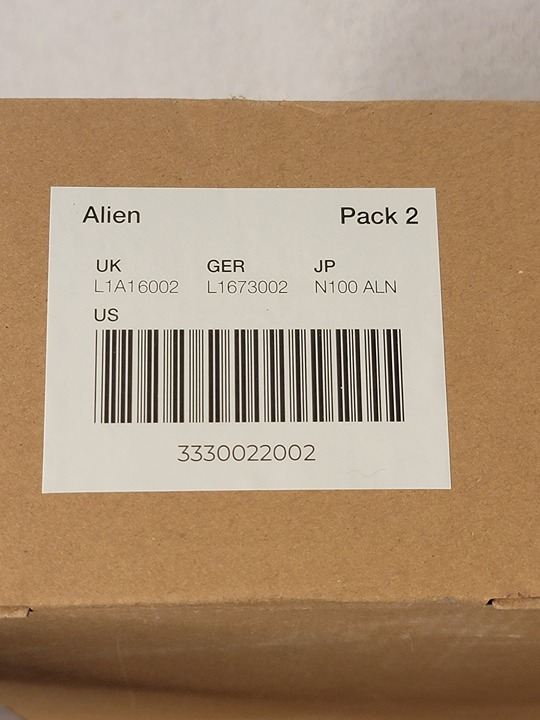 Alien Pack 2
UK GER JP
L1A16002 L1673002 N100 ALN
US
3330022002